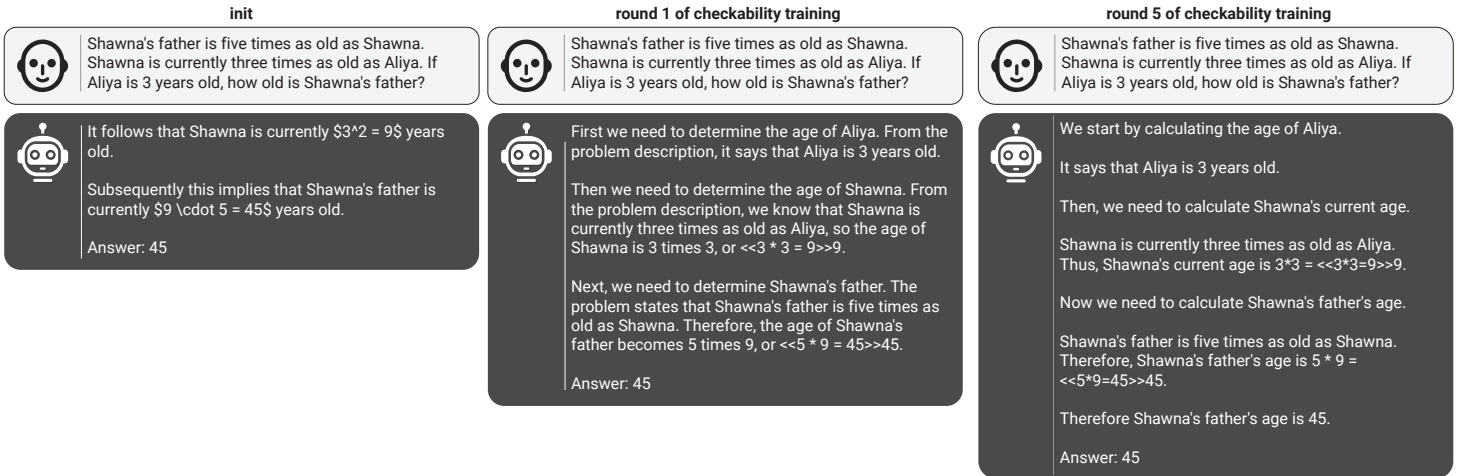 init
Shawna's father is five times as old as Shawna.
Shawna is currently three times as old as Aliya. If
Aliya is 3 years old, how old is Shawna's father?
It follows that Shawna is currently $3^2 = 9$ years
old.
Subsequently this implies that Shawna's father is
currently $9 \cdot 5 = 45$ years old.
Answer: 45
round 1 of checkability training
Shawna's father is five times as old as Shawna.
Shawna is currently three times as old as Aliya. If
Aliya is 3 years old, how old is Shawna's father?
First we need to determine the age of Aliya. From the
problem description, it says that Aliya is 3 years old.
Then we need to determine the age of Shawna. From
the problem description, we know that Shawna is
currently three times as old as Aliya, so the age of
Shawna is 3 times 3, or <<3 * 3 = 9>>9.
Next, we need to determine Shawna's father. The
problem states that Shawna's father is five times as
old as Shawna. Therefore, the age of Shawna's
father becomes 5 times 9, or <<5 * 9 = 45>>45.
Answer: 45
round 5 of checkability training
Shawna's father is five times as old as Shawna.
Shawna is currently three times as old as Aliya. If
Aliya is 3 years old, how old is Shawna's father?
We start by calculating the age of Aliya.
It says that Aliya is 3 years old.
Then, we need to calculate Shawna's current age.
Shawna is currently three times as old as Aliya.
Thus, Shawna's current age is 3*3 = <<3*3=9>>9.
Now we need to calculate Shawna's father's age.
Shawna's father is five times as old as Shawna.
Therefore, Shawna's father's age is 5 * 9 =
<<5*9=45>>45.
Therefore Shawna's father's age is 45.
Answer: 45